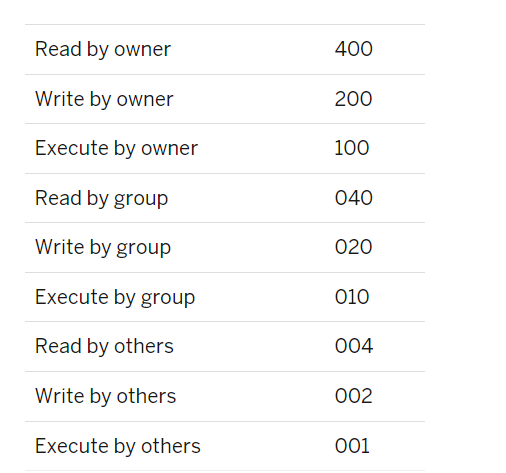 Read by owner 400
Write by owner 200
Execute by owner 100
Read by group 040
Write by group 020
Execute by group 010
Read by others 004
Write by others 002
Execute by others 001